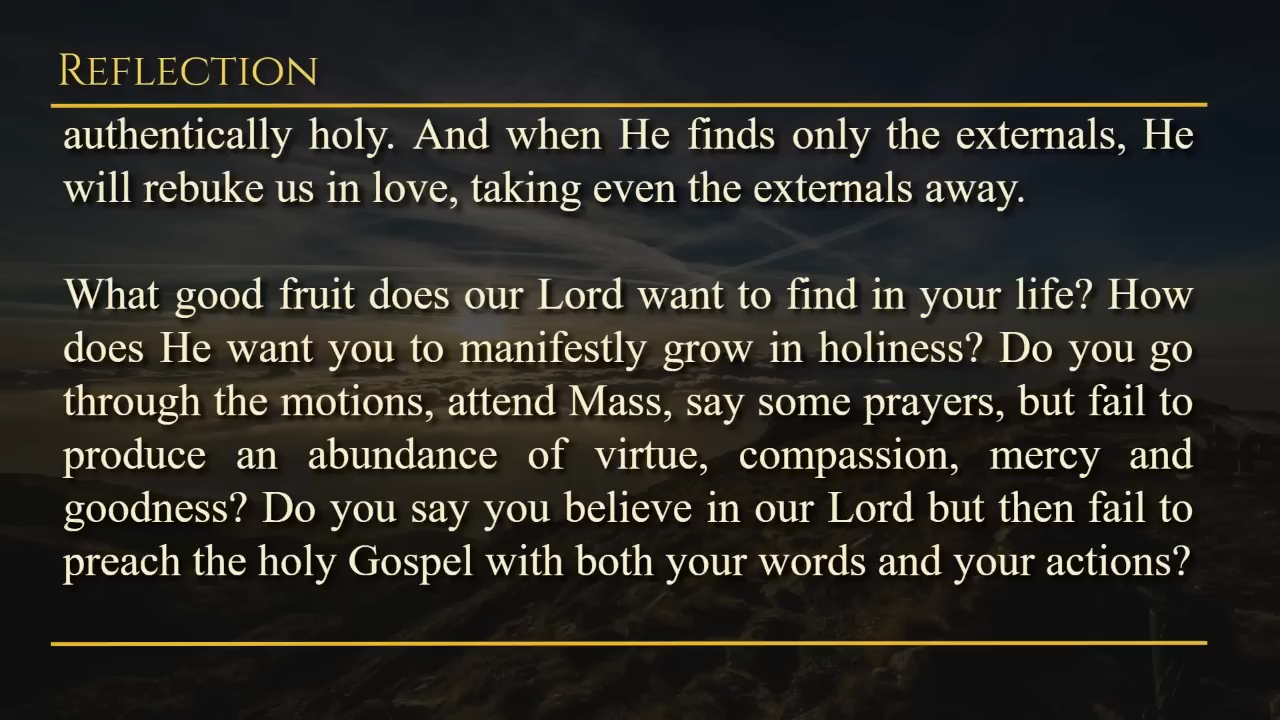 REFLECTION
authentically holy. And when He finds only the externals, He
will rebuke us in love, taking even the externals away.
What good fruit does our Lord want to find in your life? How
does He want you to manifestly grow in holiness? Do you go
through the motions, attend Mass, say some prayers, but fail to
produce an abundance of virtue, compassion, mercy and
goodness? Do you say you believe in our Lord but then fail to
preach the holy Gospel with both your words and your actions?